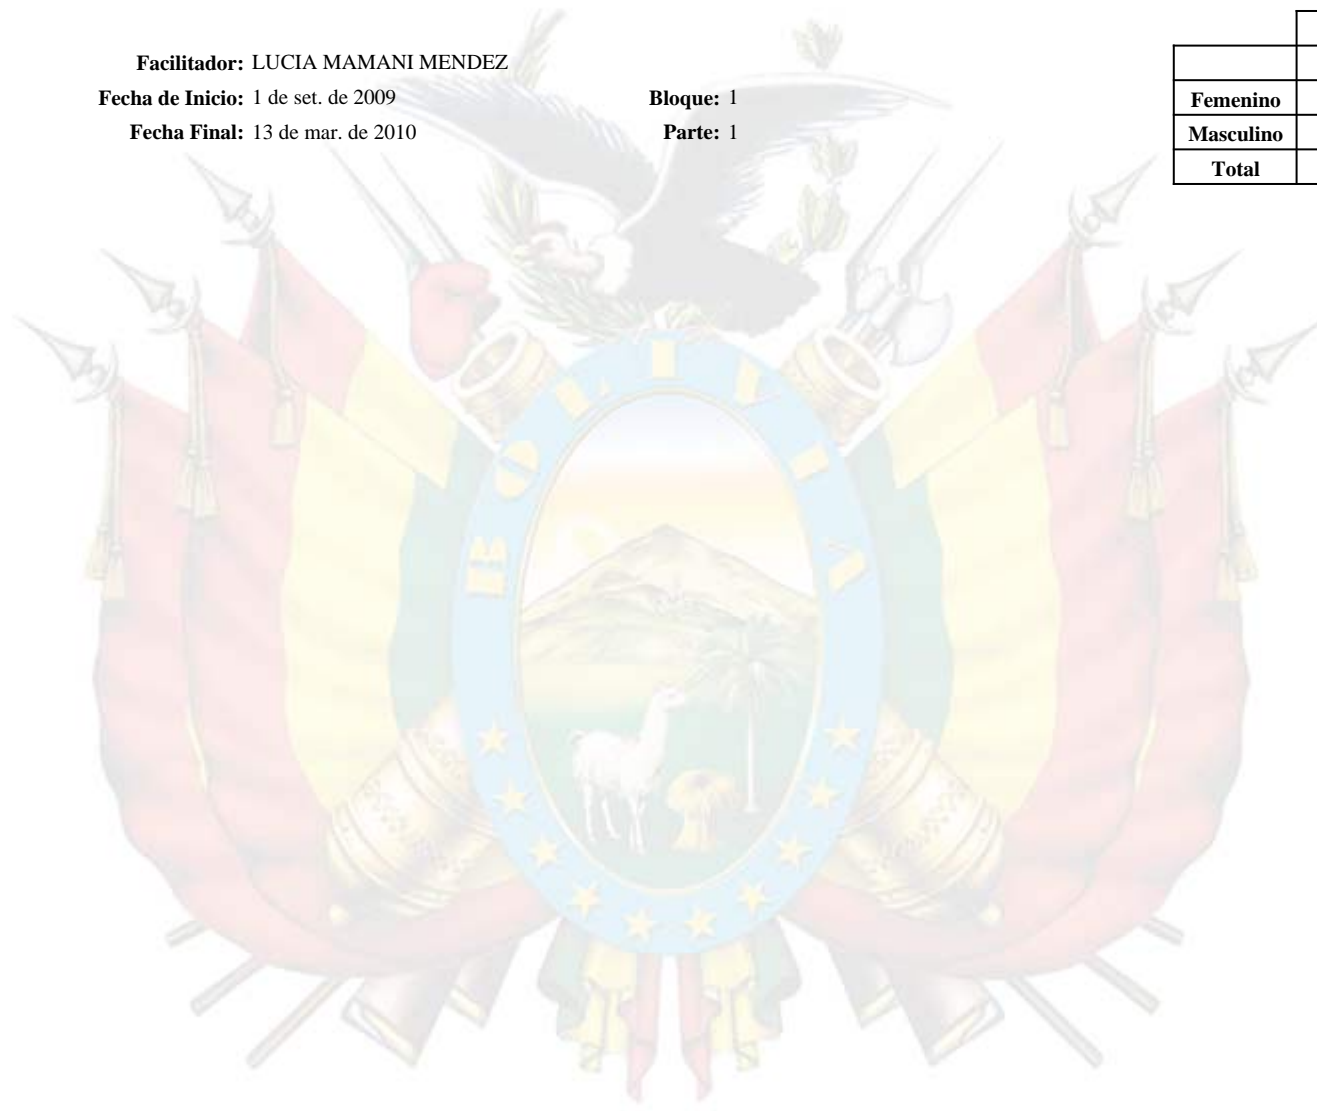 Facilitador: LUCIA MAMANI MENDEZ
Fecha de Inicio: 1 de set. de 2009 Bloque: 1
Fecha Final: 13 de mar. de 2010 Parte: 1
Femenino
Masculino
Total
BOLIVIA